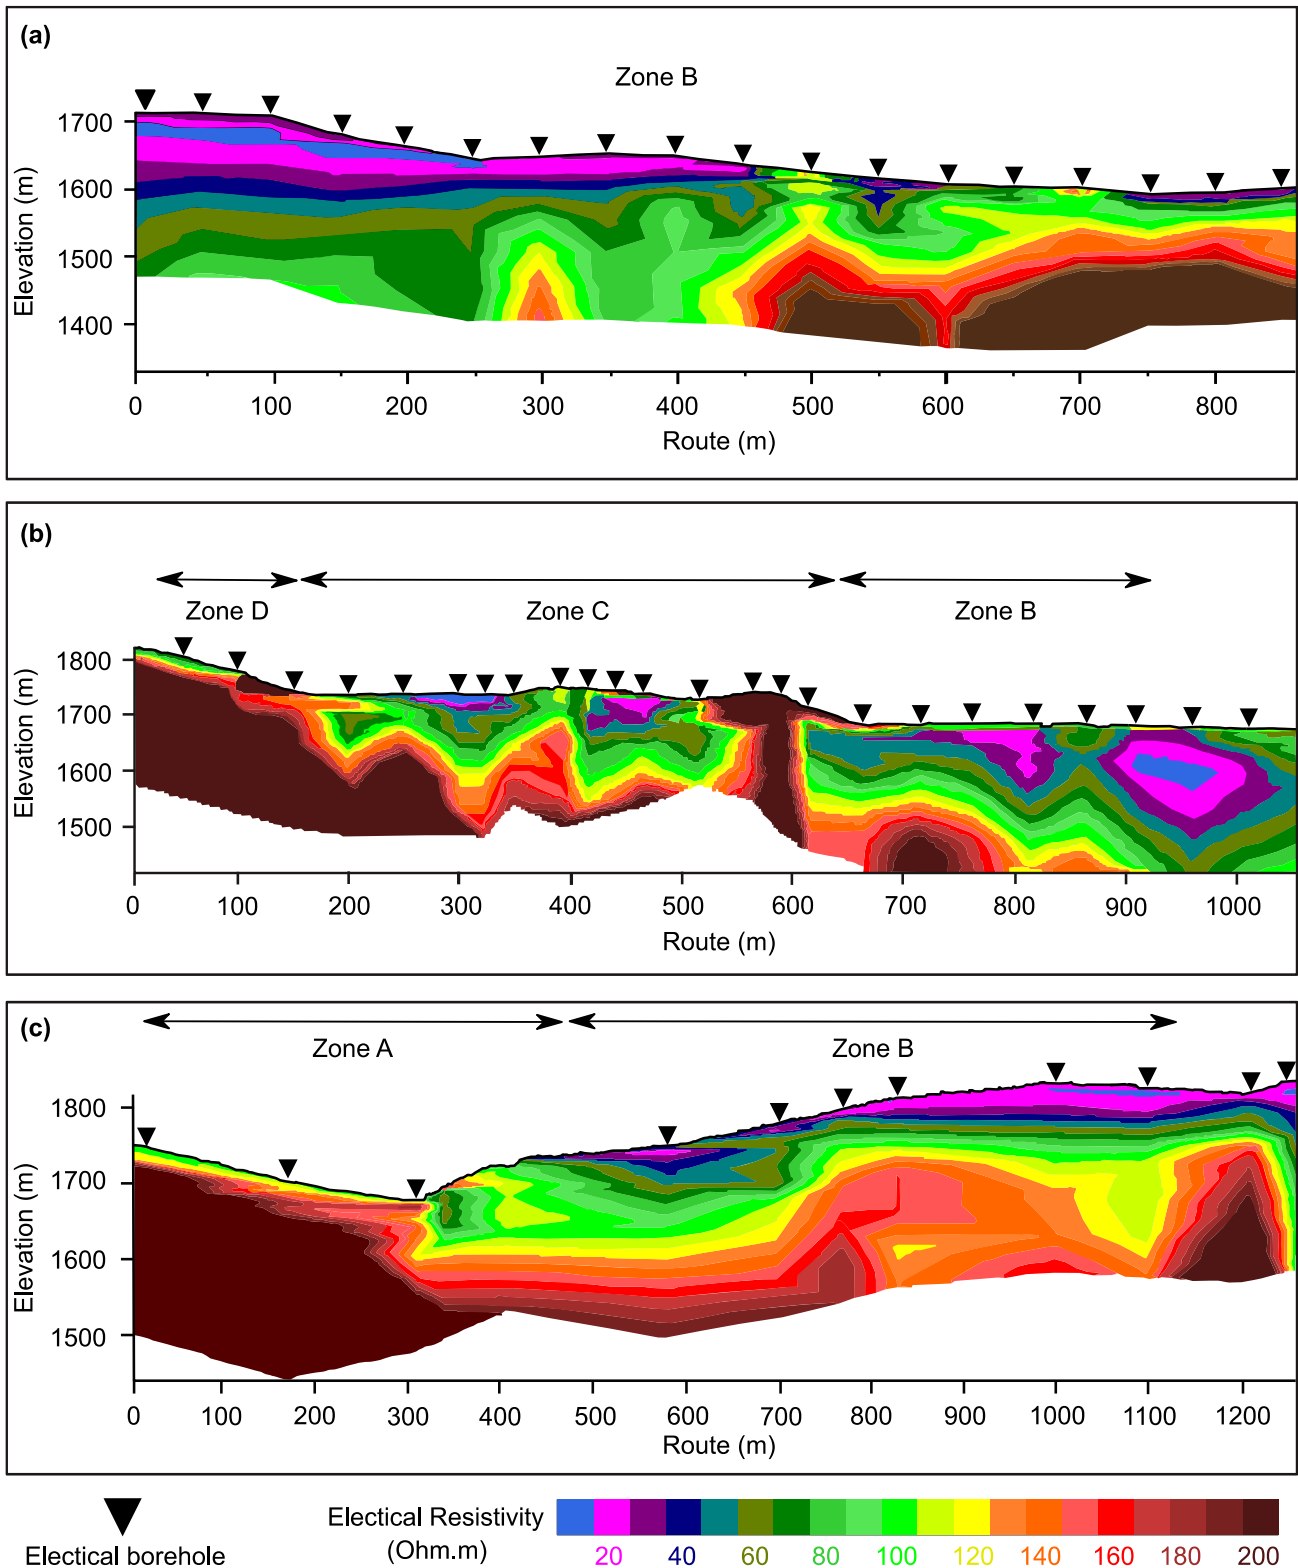 (a)
Zone B
1700
1600
1500
1400
Elevation (m)
0 100 200 300 400 500 600 700 800
Route (m)
(b)
Zone D Zone C Zone B
1800
1700
1600
1500
Elevation (m)
0 100 200 300 400 500 600 700 800 900 1000
Route (m)
(c)
Zone A Zone B
1800
1700
1600
1500
Elevation (m)
0 100 200 300 400 500 600 700 800 900 1000 1100 1200
Route (m)
Electical borehole
Electical Resistivity
(Ohm.m)
20 40 60 80 100 120 140 160 180 200